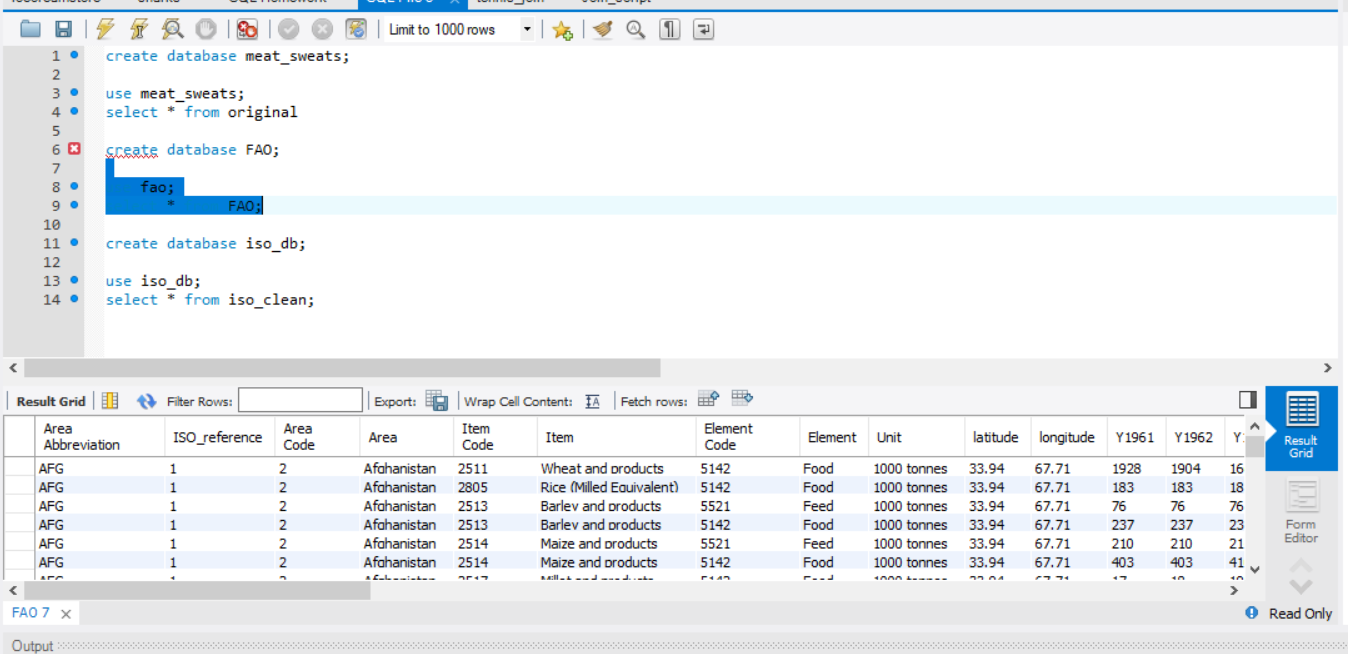 SQL File 8 ×
tennis_join
Limit to 1000 rows
1 create database meat_sweats;
2
3 use meat_sweats;
4 select * from original
5
6 create database FAO;
7
8 fao;
9 * FAO;
10
11 create database iso_db;
12
13 use iso_db;
14 select * from iso_clean;
Result Grid Filter Rows: Export: Wrap Cell Content: Fetch rows:
Area Abbreviation ISO_reference Area Code Area Item Code Item Element Code Element Unit latitude longitude Y1961 Y1962
AFG 1 2 Afghanistan 2511 Wheat and products 5142 Food 1000 tonnes 33.94 67.71 1928 1904 16
AFG 1 2 Afghanistan 2805 Rice (Milled Equivalent) 5142 Food 1000 tonnes 33.94 67.71 183 183 18
AFG 1 2 Afghanistan 2513 Barley and products 5521 Feed 1000 tonnes 33.94 67.71 76 76 76
AFG 1 2 Afghanistan 2513 Barley and products 5142 Food 1000 tonnes 33.94 67.71 237 237 23
AFG 1 2 Afghanistan 2514 Maize and products 5521 Feed 1000 tonnes 33.94 67.71 210 210 21
AFG 1 2 Afghanistan 2514 Maize and products 5142 Food 1000 tonnes 33.94 67.71 403 403 41
Result
Grid
Form
Editor
FAO 7 ×
Read Only
Output